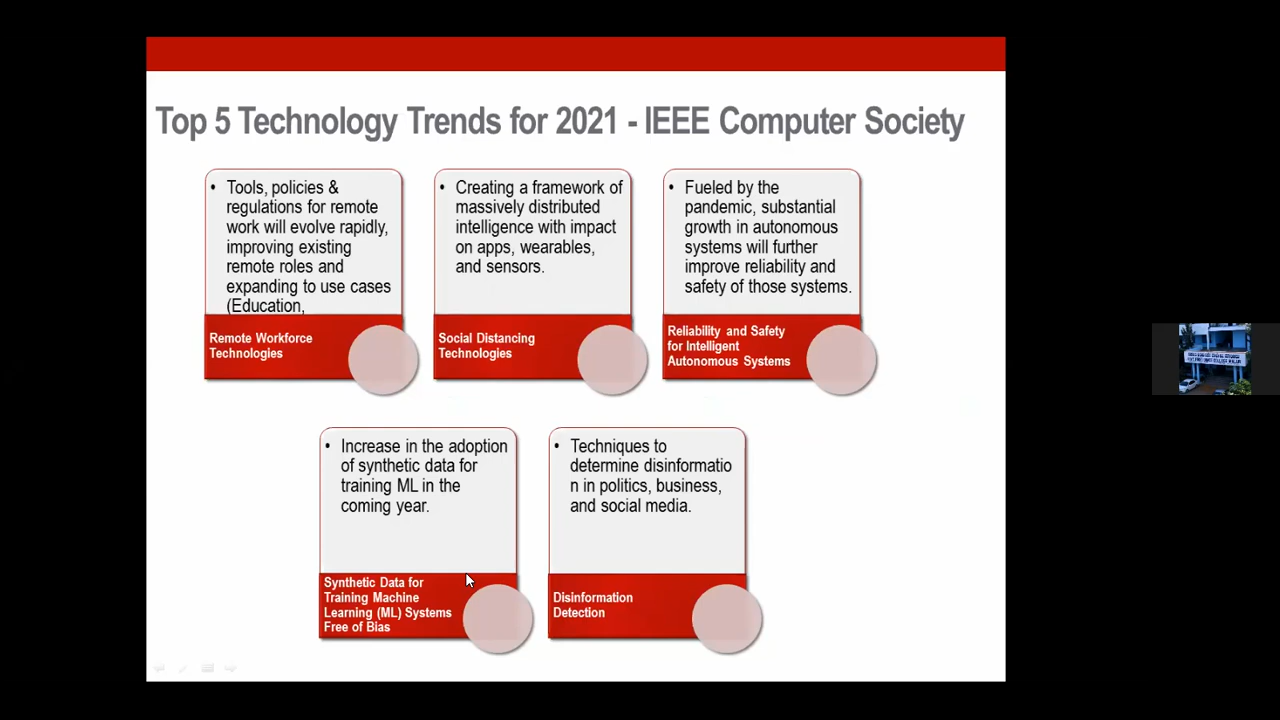 Top 5 Technology Trends for 2021 - IEEE Computer Society
• Tools, policies &
regulations for remote
work will evolve rapidly,
improving existing
remote roles and
expanding to use cases
(Education,
Remote Workforce
Technologies
• Creating a framework of
massively distributed
intelligence with impact
on apps, wearables,
and sensors.
Social Distancing
Technologies
• Fueled by the
pandemic, substantial
growth in autonomous
systems will further
improve reliability and
safety of those systems.
Reliability and Safety
for Intelligent
Autonomous Systems
• Increase in the adoption
of synthetic data for
training ML in the
coming year.
Synthetic Data for
Training Machine
Learning (ML) Systems
Free of Bias
• Techniques to
determine disinformatio
n in politics, business,
and social media.
Disinformation
Detection